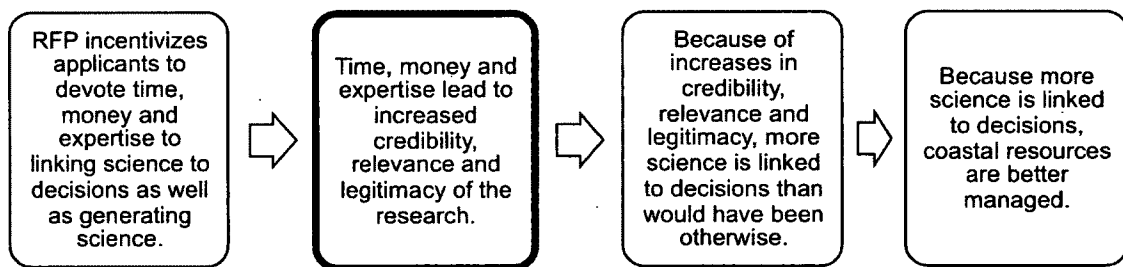 RFP incentivizes
applicants to
devote time,
money and
expertise to
linking science to
decisions as well
as generating
science.
Time, money and
expertise lead to
increased
credibility,
relevance and
legitimacy of the
research.
Because of
increases in
credibility,
relevance and
legitimacy, more
science is linked
to decisions than
would have been
otherwise.
Because more
science is linked
to decisions,
coastal resources
are better
managed.